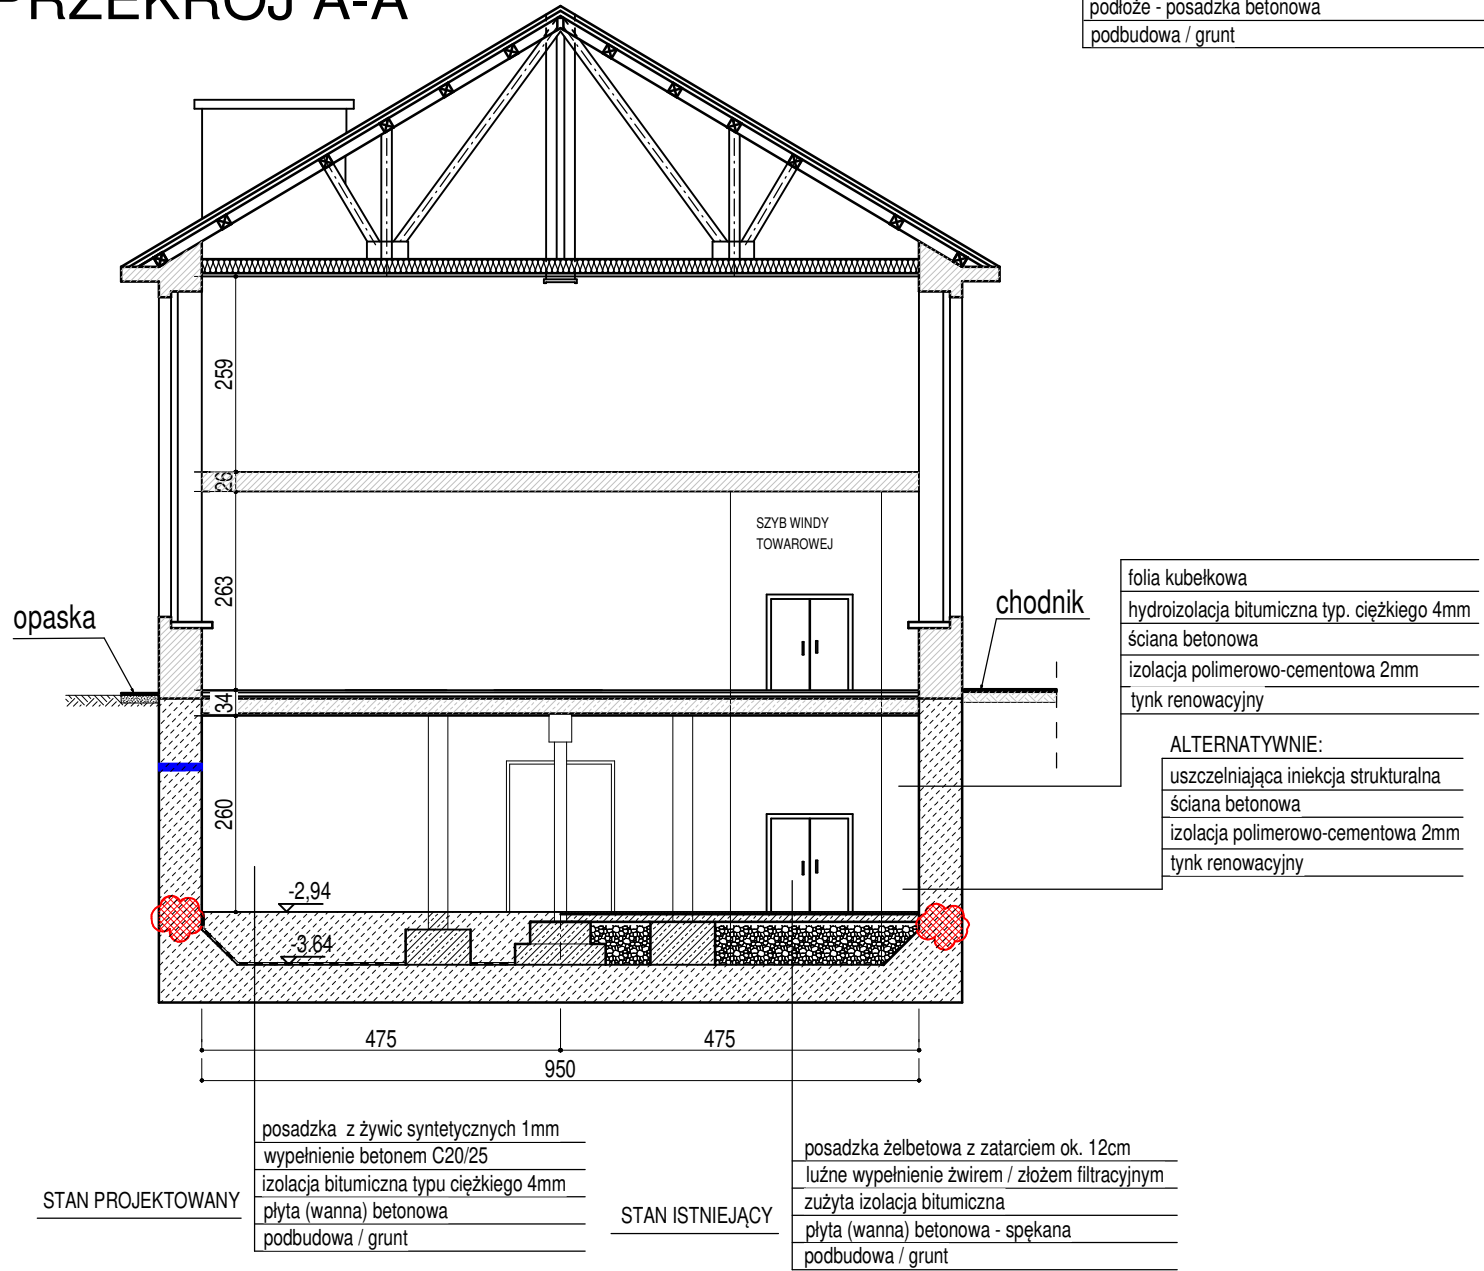 PRZEKRÓJ A-A
podłoże - posadzka betonowa
podbudowa / grunt
259
26
SZYB WINDY
TOWAROWEJ
263
opaska
chodnik
folia kubełkowa
hydroizolacja bitumiczna typ. ciężkiego 4mm
ściana betonowa
izolacja polimerowo-cementowa 2mm
tynk renowacyjny
34
ALTERNATYWNIE:
uszczelniająca iniekcja strukturalna
ściana betonowa
izolacja polimerowo-cementowa 2mm
tynk renowacyjny
260
-2,94
-3.64
475
475
950
STAN PROJEKTOWANY
posadzka z żywic syntetycznych 1mm
wypełnienie betonem C20/25
izolacja bitumiczna typu ciężkiego 4mm
płyta (wanna) betonowa
podbudowa / grunt
STAN ISTNIEJĄCY
posadzka żelbetowa z zatarciem ok. 12cm
luźne wypełnienie żwirem / złożem filtracyjnym
zużyta izolacja bitumiczna
płyta (wanna) betonowa - spękana
podbudowa / grunt